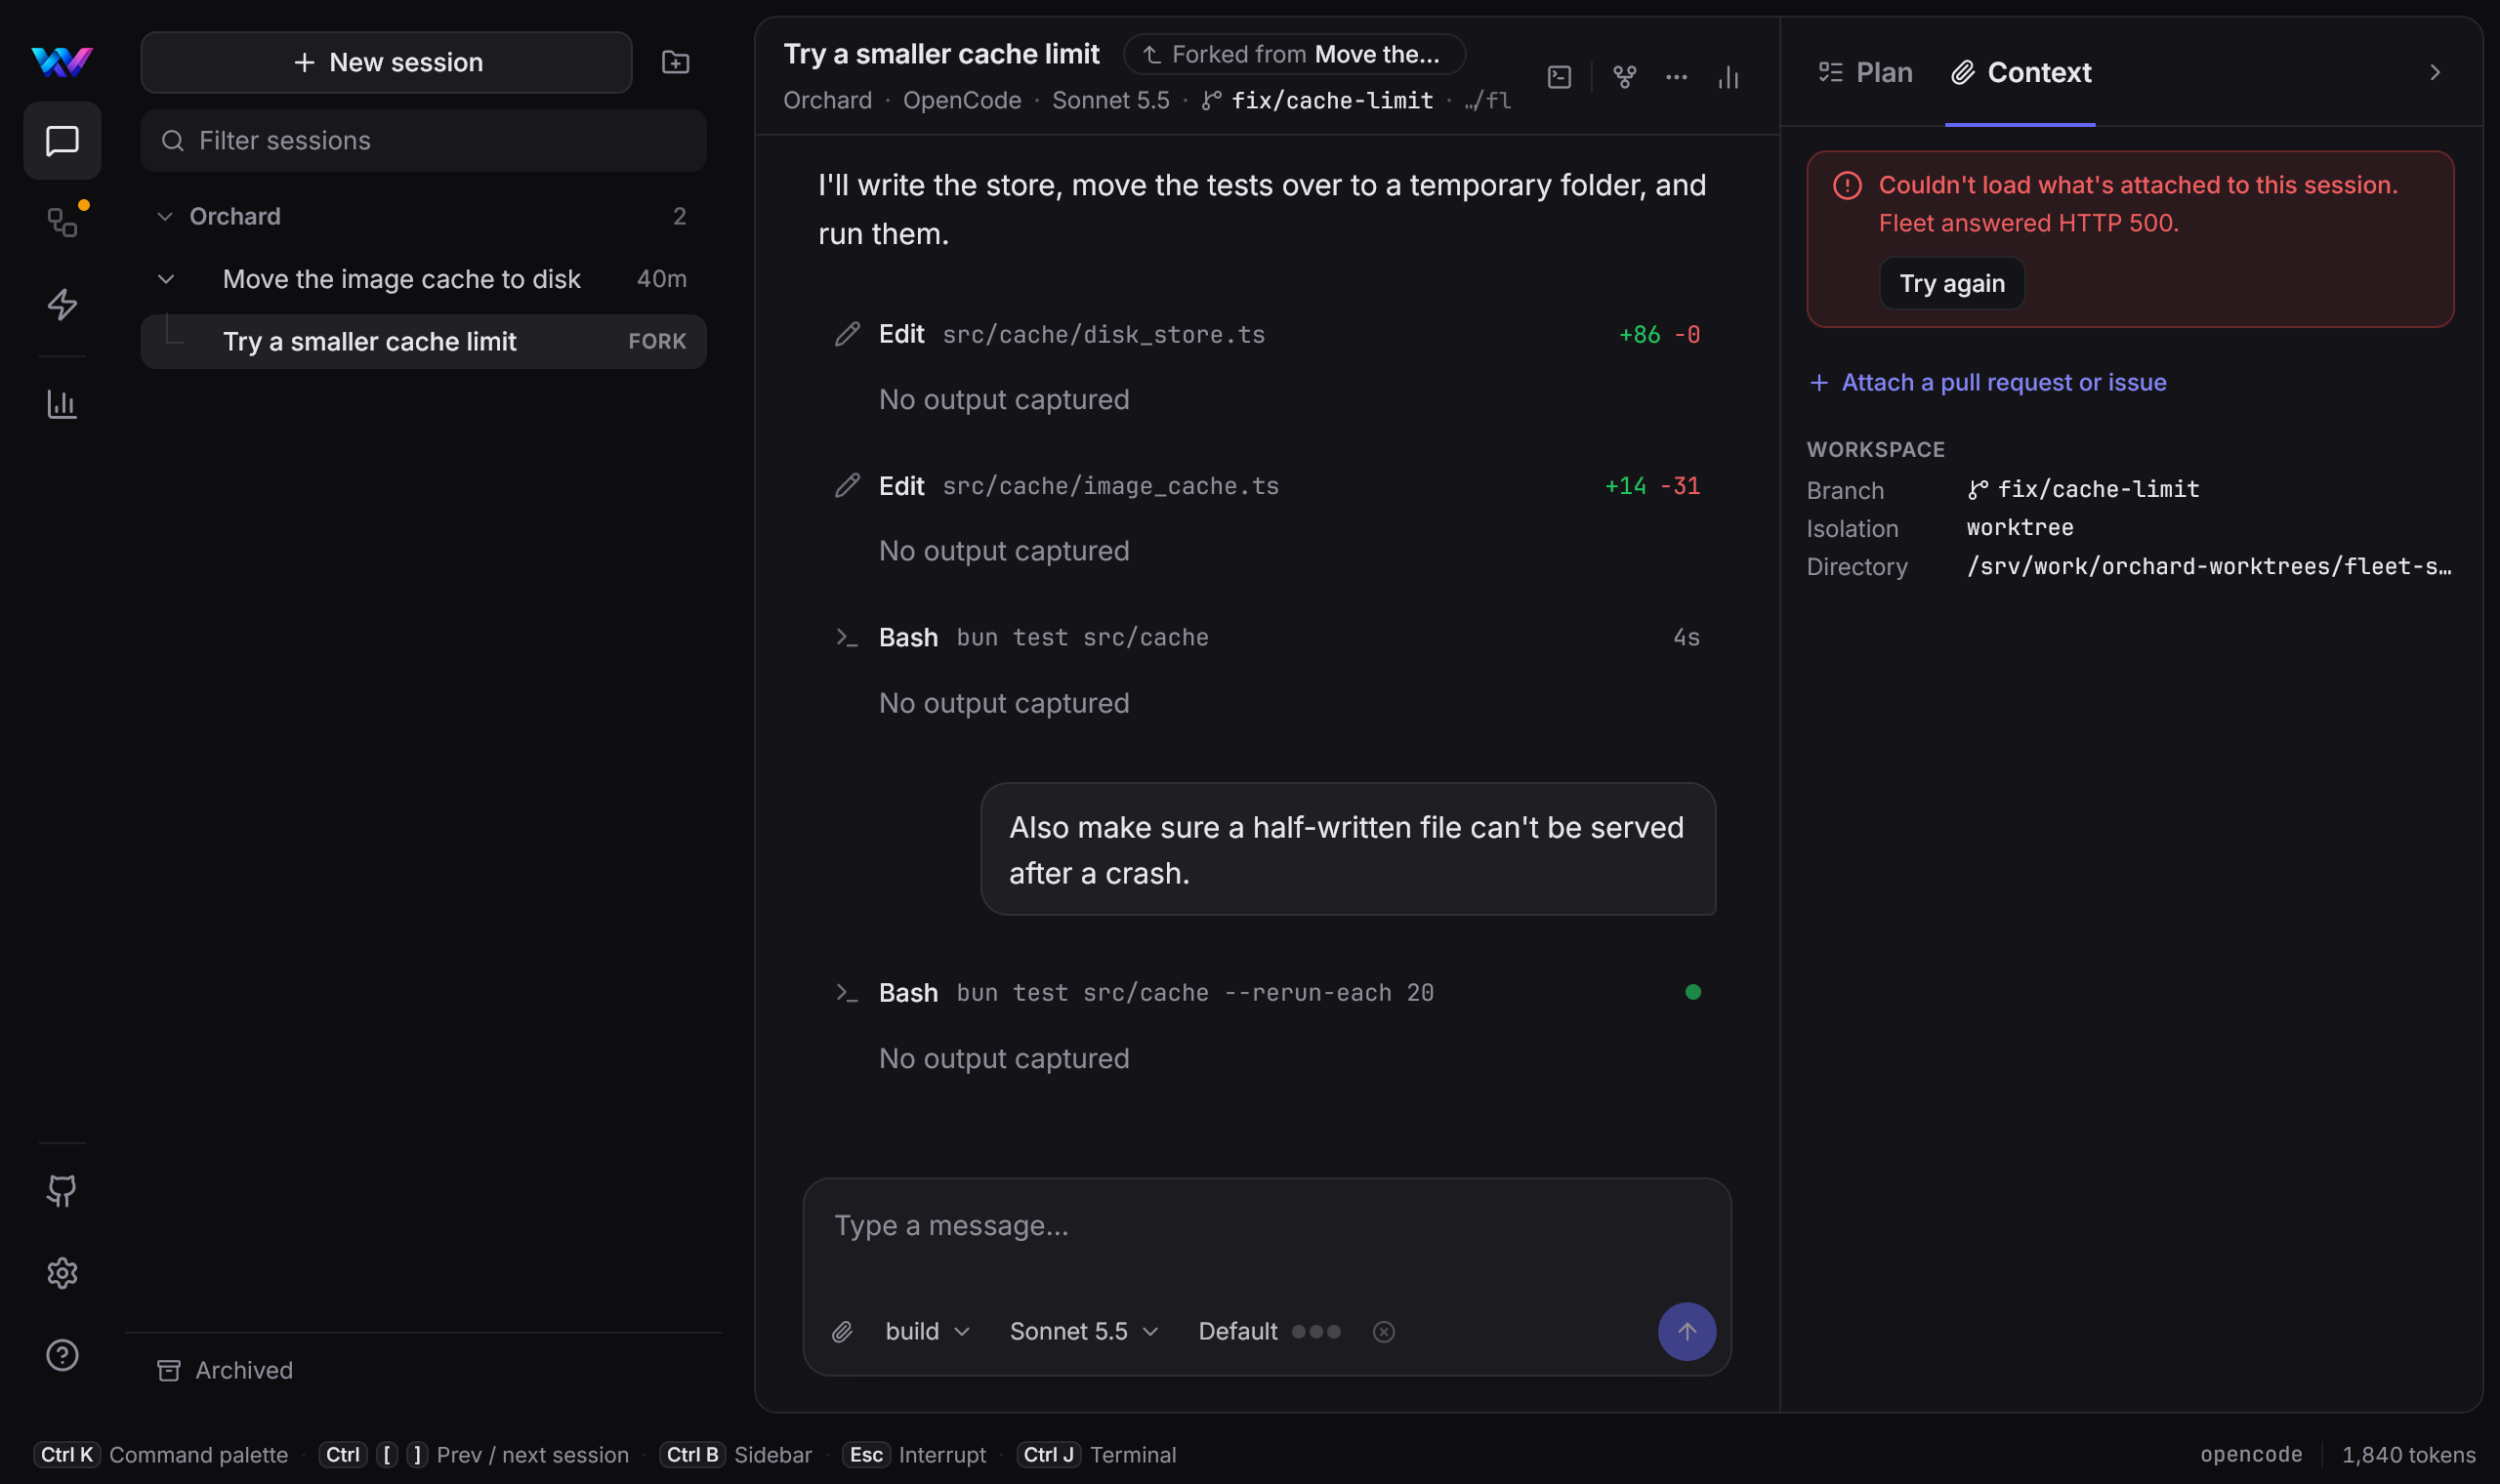 New session
Filter sessions
Orchard 2
Move the image cache to disk 40m
Try a smaller cache limit FORK
Archived
Try a smaller cache limit Forked from Move the...
Orchard · OpenCode · Sonnet 5.5 · fix/cache-limit · …/fl
I'll write the store, move the tests over to a temporary folder, and
run them.
Edit src/cache/disk_store.ts +86 -0
No output captured
Edit src/cache/image_cache.ts +14 -31
No output captured
Bash bun test src/cache 4s
No output captured
Also make sure a half-written file can't be served
after a crash.
Bash bun test src/cache --rerun-each 20
No output captured
Type a message...
build Sonnet 5.5 Default
Plan Context
Couldn't load what's attached to this session.
Fleet answered HTTP 500.
Try again
+ Attach a pull request or issue
WORKSPACE
Branch fix/cache-limit
Isolation worktree
Directory /srv/work/orchard-worktrees/fleet-s…
Ctrl K Command palette · Ctrl [ ] Prev / next session · Ctrl B Sidebar · Esc Interrupt · Ctrl J Terminal
opencode 1,840 tokens